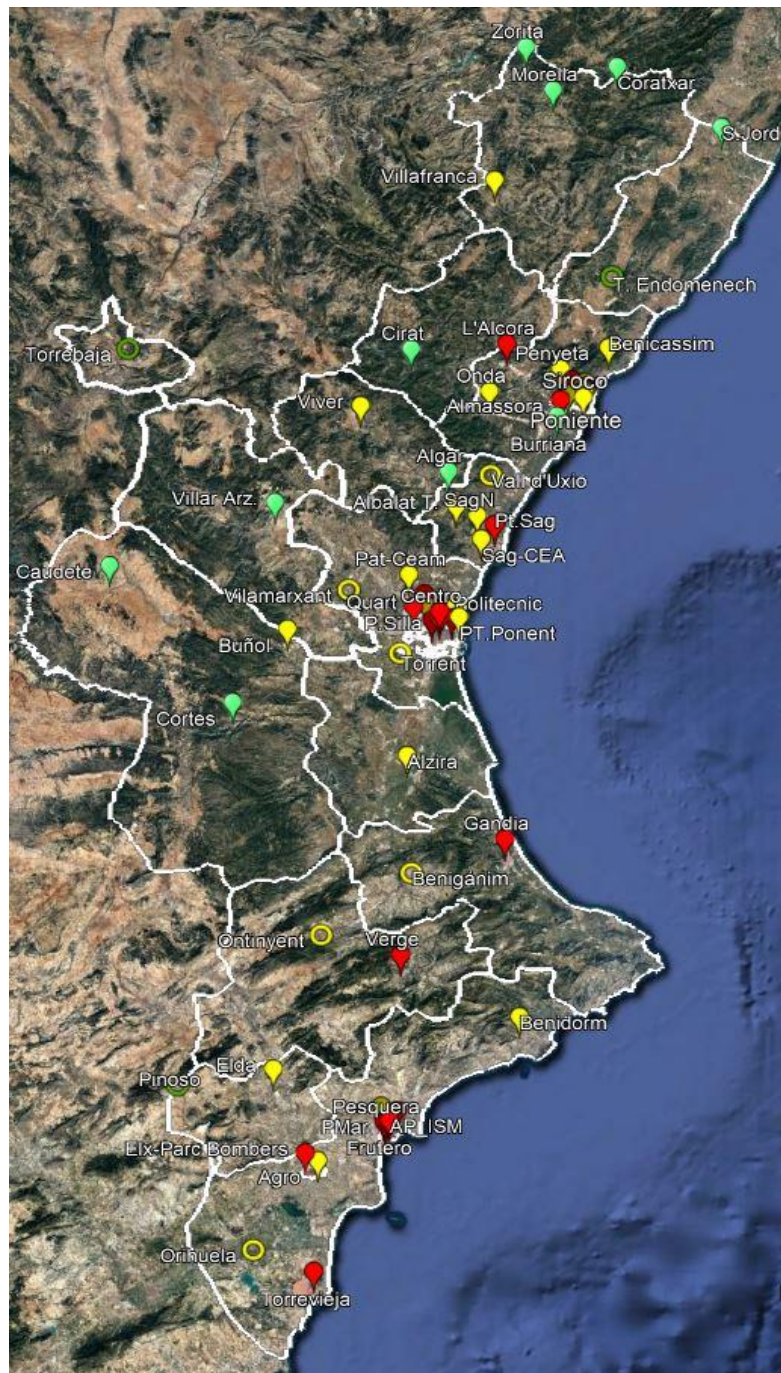 Zorita
Morella
Coratxar
S.Jord
Villafranca
T. Endomenech
Torrebaja
Cirat
L'Alcora
Penyeta
Benicassim
Onda
Siroco
Almassora
Poniente
Viver
Burriana
Algar
Vall d'Uxio
Villar Arz.
Albalat T.
SagN
Pt.Sag
Sag-CEA
Caudete
Pat-Ceam
Vilamarxant
Quart
Centro
Politecnic
P.Silla
PT.Ponent
Buñol
Torrent
Cortes
Alzira
Gandia
Benigánim
Ontinyent
Verge
Benidorm
Elda
Pinoso
Pesquera
PMar.
AP_ISM
Elx-Parc Bombers
Frutero
Agro
Orihuela
Torrevieja